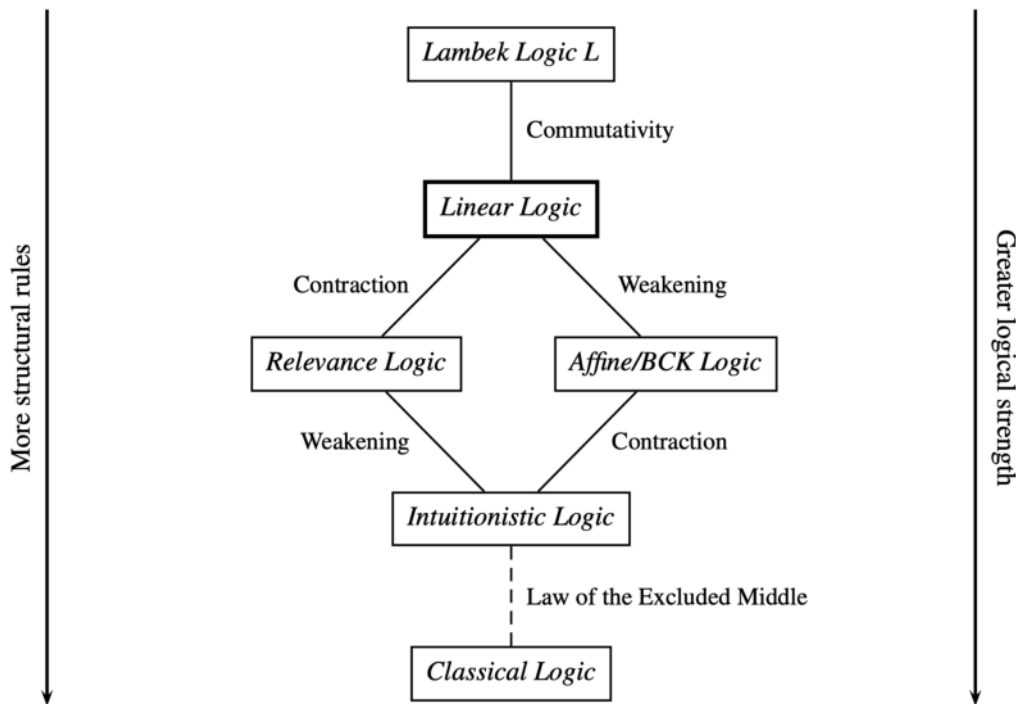 Lambek Logic L
Commutativity
Linear Logic
Contraction
Weakening
Relevance Logic
Affine/BCK Logic
Weakening
Contraction
Intuitionistic Logic
Law of the Excluded Middle
Classical Logic
More structural rules
Greater logical strength